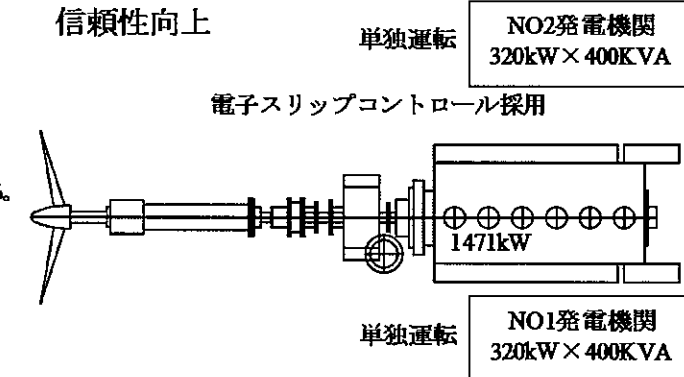 信頼性向上
単独運転
NO2発電機関
320kW×400KVA
電子スリップコントロール採用
。
1471kW
単独運転
NO1発電機関
320kW×400KVA